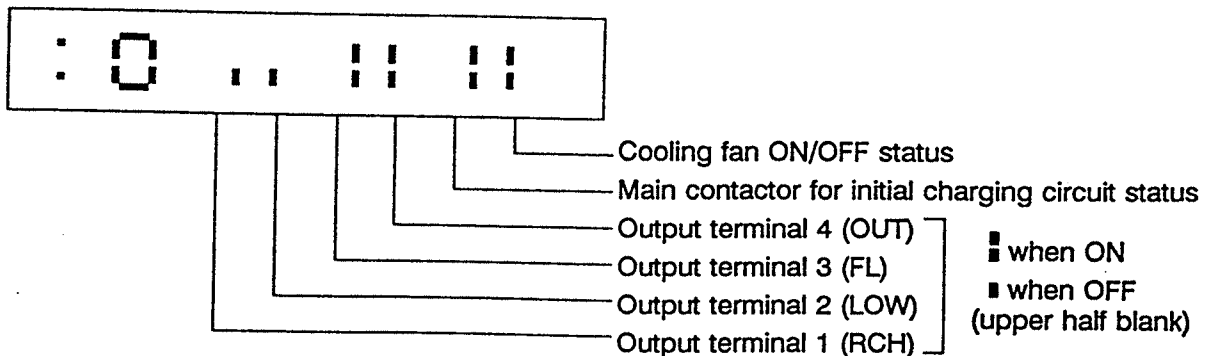 : 0
Cooling fan ON/OFF status
Main contactor for initial charging circuit status
Output terminal 4 (OUT)
Output terminal 3 (FL)
Output terminal 2 (LOW)
Output terminal 1 (RCH)
when ON
when OFF
(upper half blank)